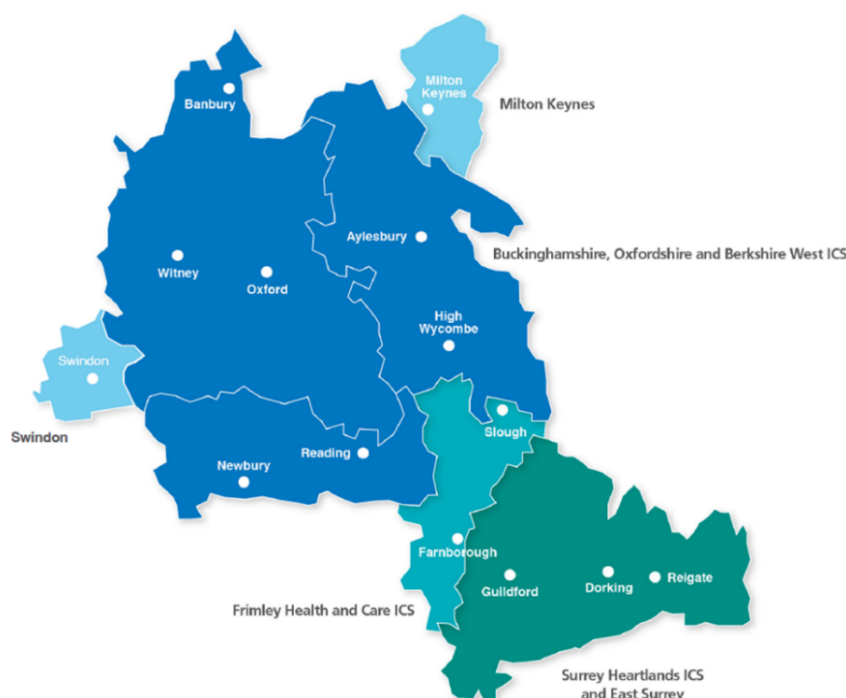 Milton
Keynes
Banbury
Milton Keynes
Aylesbury
Buckinghamshire, Oxfordshire and Berkshire West ICS
Witney
Oxford
High
Wycombe
Swindon
Swindon
Slough
Reading
Newbury
Farnborough
Guildford
Dorking
Reigate
Frimley Health and Care ICS
Surrey Heartlands ICS
and East Surrey